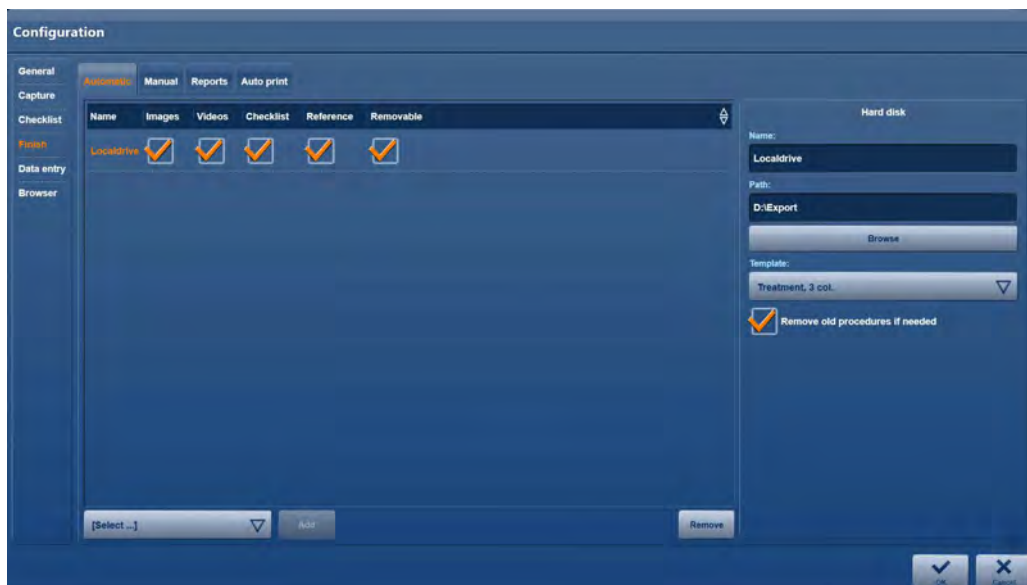 Configuration
General
Capture
Checklist
Finish
Data entry
Browser
Automatic Manual Reports Auto print
Name Images Videos Checklist Reference Removable
Localdrive
[Select ...] Add Remove
Hard disk
Name:
Localdrive
Path:
D:\Export
Browse
Template:
Treatment, 3 col.
Remove old procedures if needed
OK Cancel